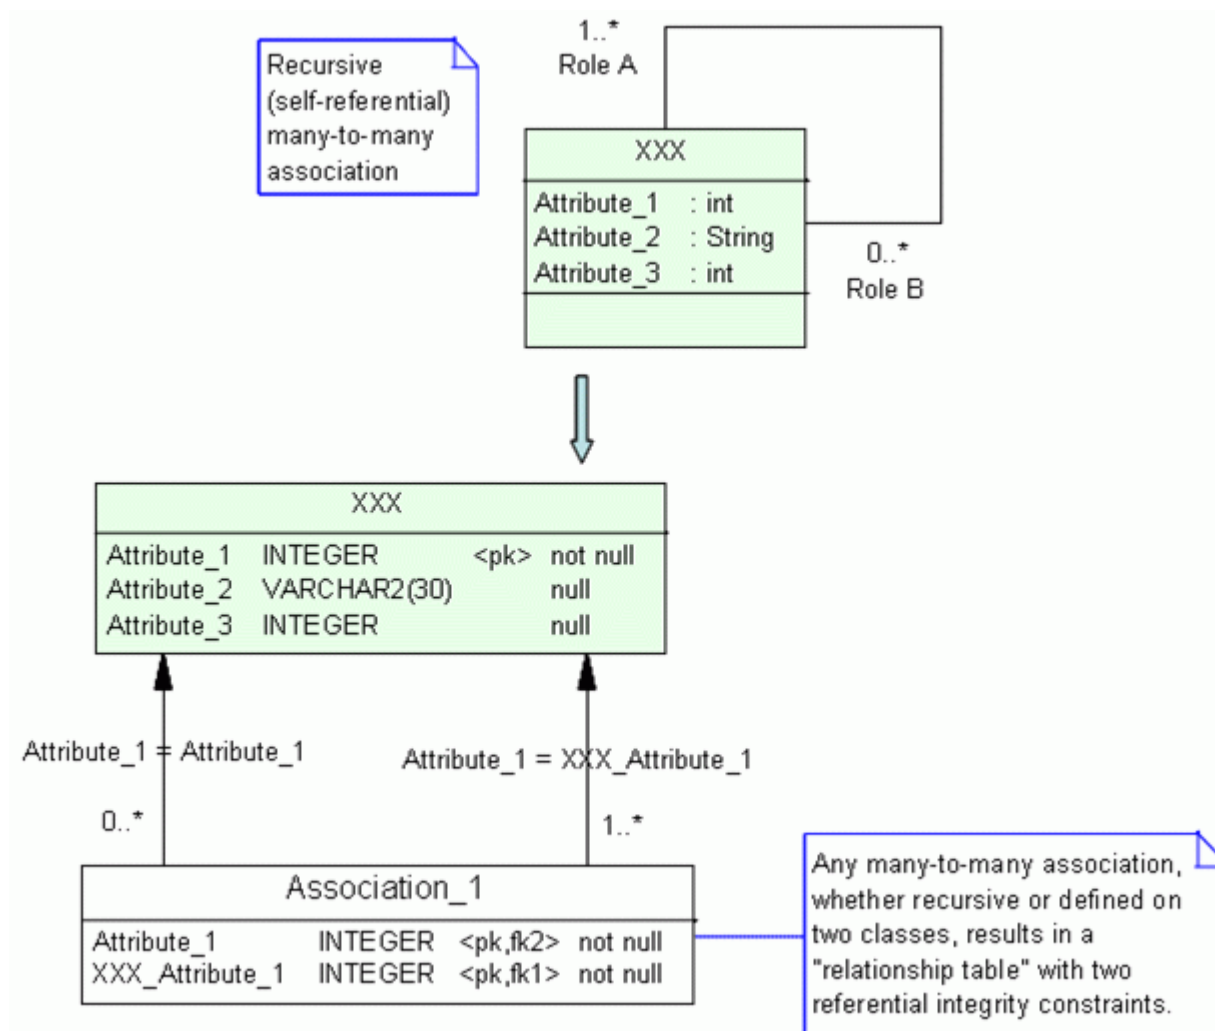 1..*
Role A
Recursive
(self-referential)
many-to-many
association
XXX
Attribute_1 : int
Attribute_2 : String
Attribute_3 : int
0..*
Role B
XXX
Attribute_1 INTEGER <pk> not null
Attribute_2 VARCHAR2(30) null
Attribute_3 INTEGER null
Attribute_1 = Attribute_1
Attribute_1 = XXX_Attribute_1
0..*
1..*
Association_1
Attribute_1 INTEGER <pk,fk2> not null
XXX_Attribute_1 INTEGER <pk,fk1> not null
Any many-to-many association,
whether recursive or defined on
two classes, results in a
"relationship table" with two
referential integrity constraints.